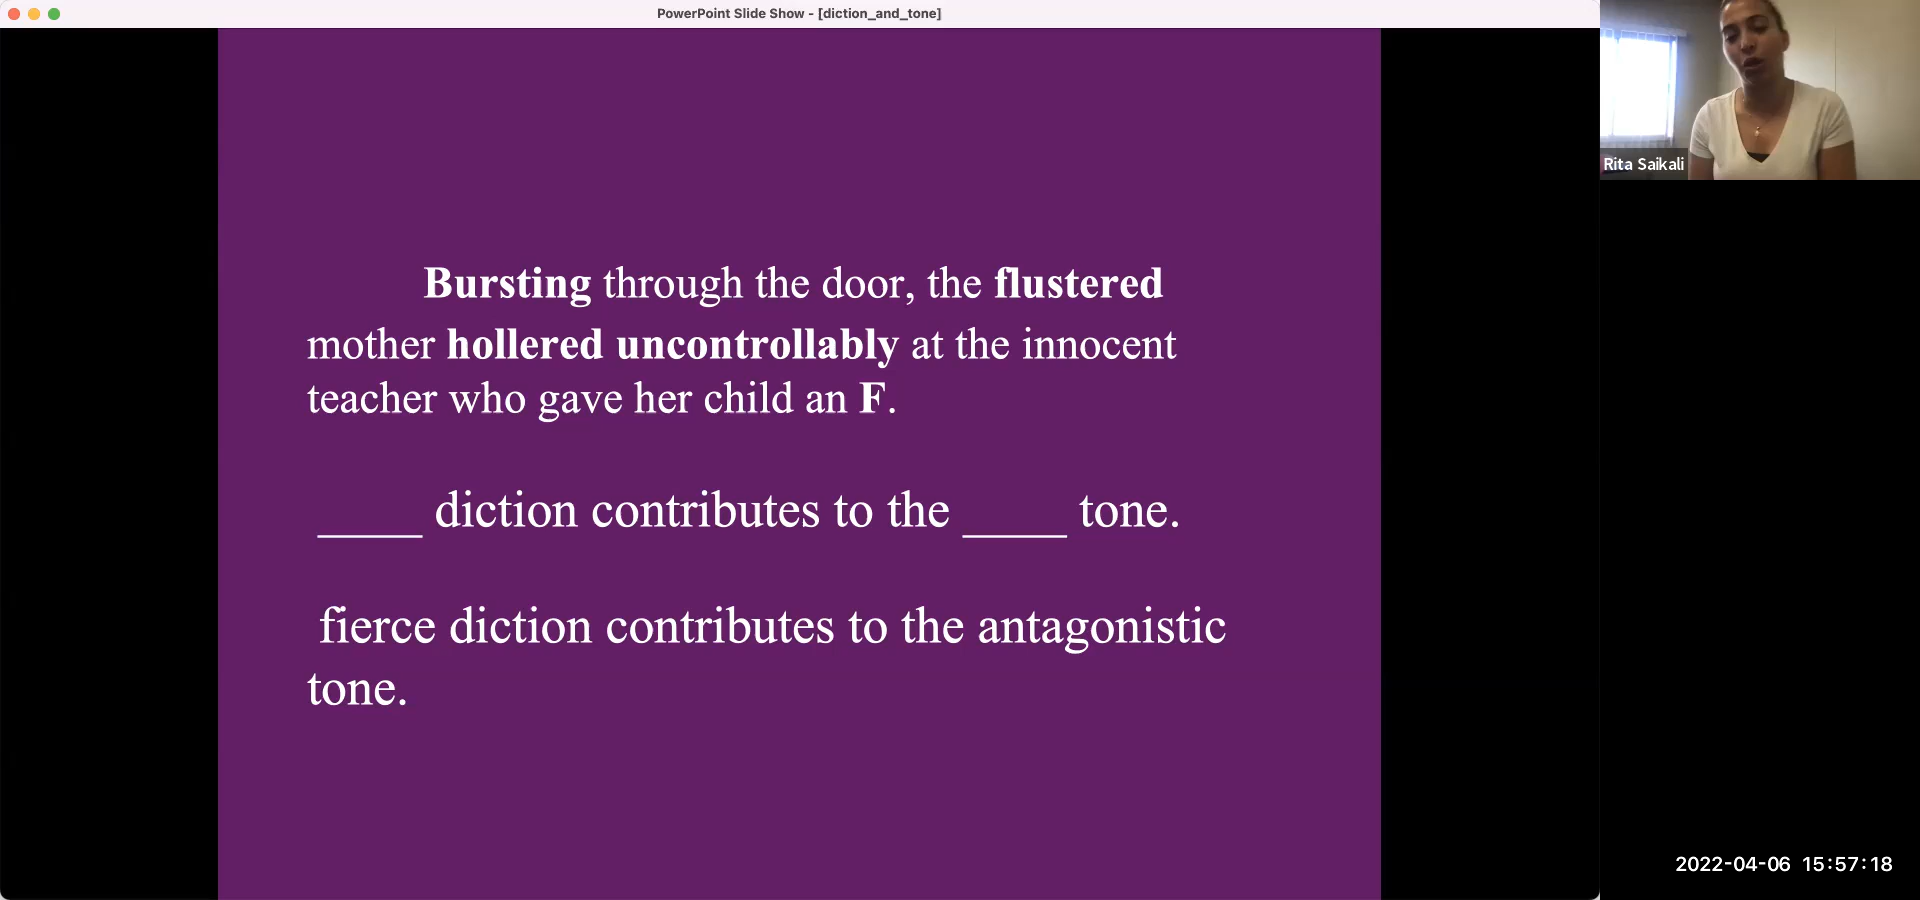 PowerPoint Slide Show - [diction_and_tone]
Bursting through the door, the flustered
mother hollered uncontrollably at the innocent
teacher who gave her child an F.
_____ diction contributes to the _____ tone.
fierce diction contributes to the antagonistic
tone.
Rita Saikali
2022-04-06 15:57:18